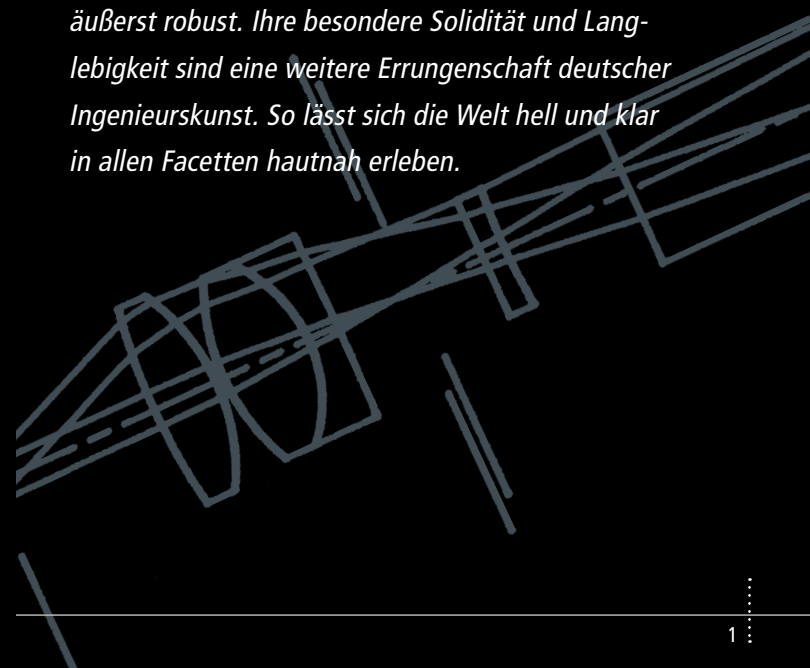 äußerst robust. Ihre besondere Solidität und Lang-
lebigkeit sind eine weitere Errungenschaft deutscher
Ingenieurskunst. So lässt sich die Welt hell und klar
in allen Facetten hautnah erleben.
1